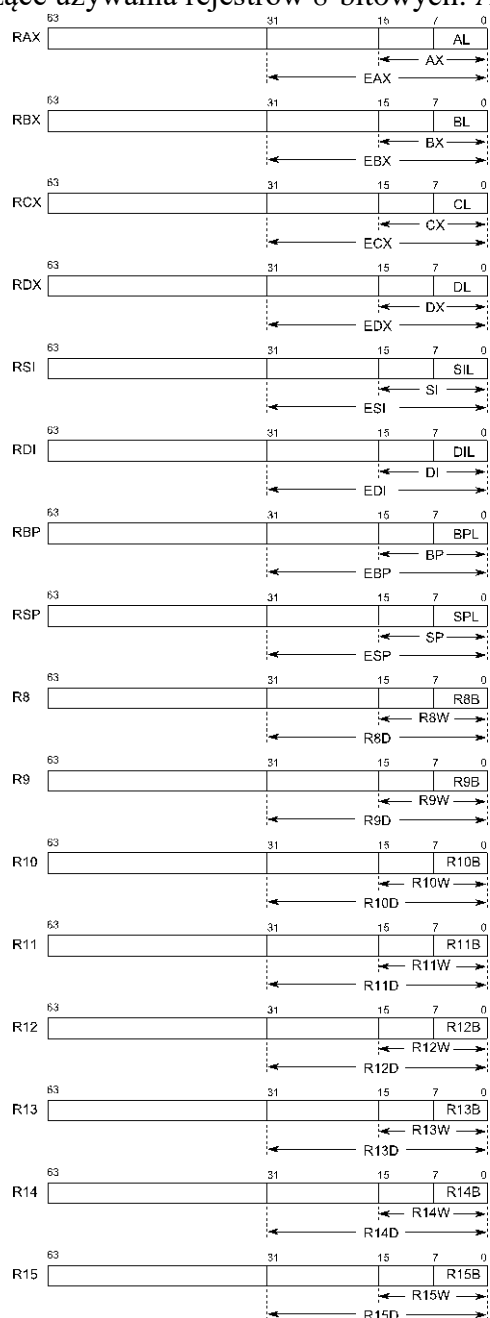 żące używania rejestrów 8-bitowych.
63 31 15 7 0
RAX AL
AX
EAX
63 31 15 7 0
RBX BL
BX
EBX
63 31 15 7 0
RCX CL
CX
ECX
63 31 15 7 0
RDX DL
DX
EDX
63 31 15 7 0
RSI SIL
SI
ESI
63 31 15 7 0
RDI DIL
DI
EDI
63 31 15 7 0
RBP BPL
BP
EBP
63 31 15 7 0
RSP SPL
SP
ESP
63 31 15 7 0
R8 R8B
R8W
R8D
63 31 15 7 0
R9 R9B
R9W
R9D
63 31 15 7 0
R10 R10B
R10W
R10D
63 31 15 7 0
R11 R11B
R11W
R11D
63 31 15 7 0
R12 R12B
R12W
R12D
63 31 15 7 0
R13 R13B
R13W
R13D
63 31 15 7 0
R14 R14B
R14W
R14D
63 31 15 7 0
R15 R15B
R15W
R15D